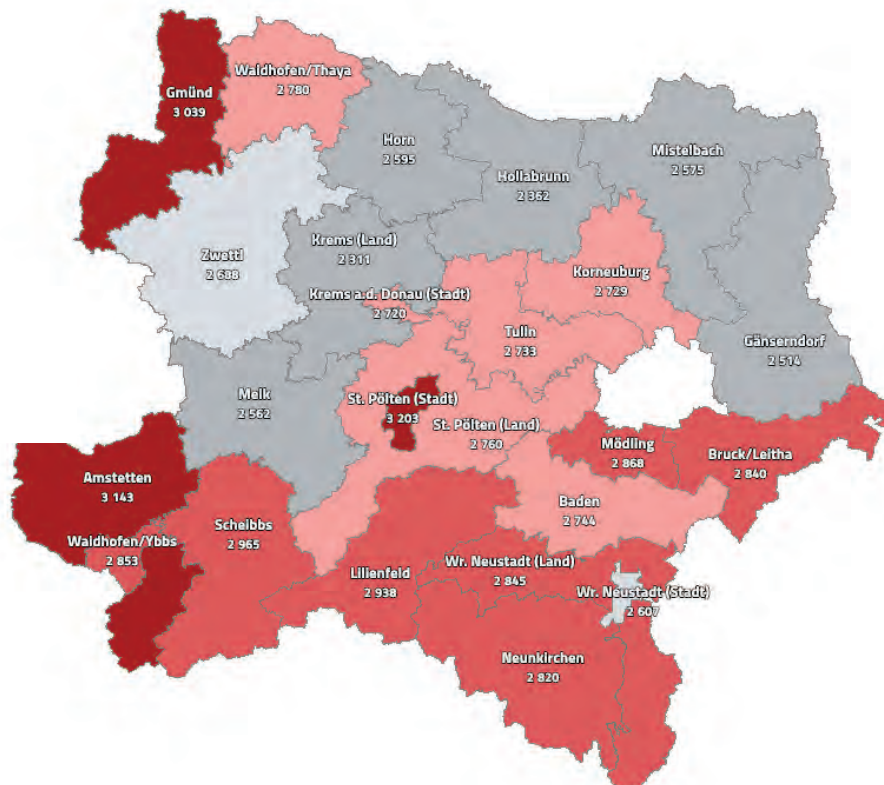 Waidhofen/Thaya
2 780
Gmünd
3 039
Horn
2 595
Mistelbach
2 575
Hollabrunn
2 362
Zwettl
2 688
Krems (Land)
2 311
Korneuburg
2 729
Krems a.d. Donau (Stadt)
2 720
Tulln
2 733
Gänserndorf
2 514
Melk
2 562
St. Pölten (Stadt)
3 203
St. Pölten (Land)
2 760
Mödling
2 868
Bruck/Leitha
2 840
Amstetten
3 143
Baden
2 744
Scheibbs
2 965
Waidhofen/Ybbs
2 853
Lilienfeld
2 938
Wr. Neustadt (Land)
2 845
Wr. Neustadt (Stadt)
2 607
Neunkirchen
2 820